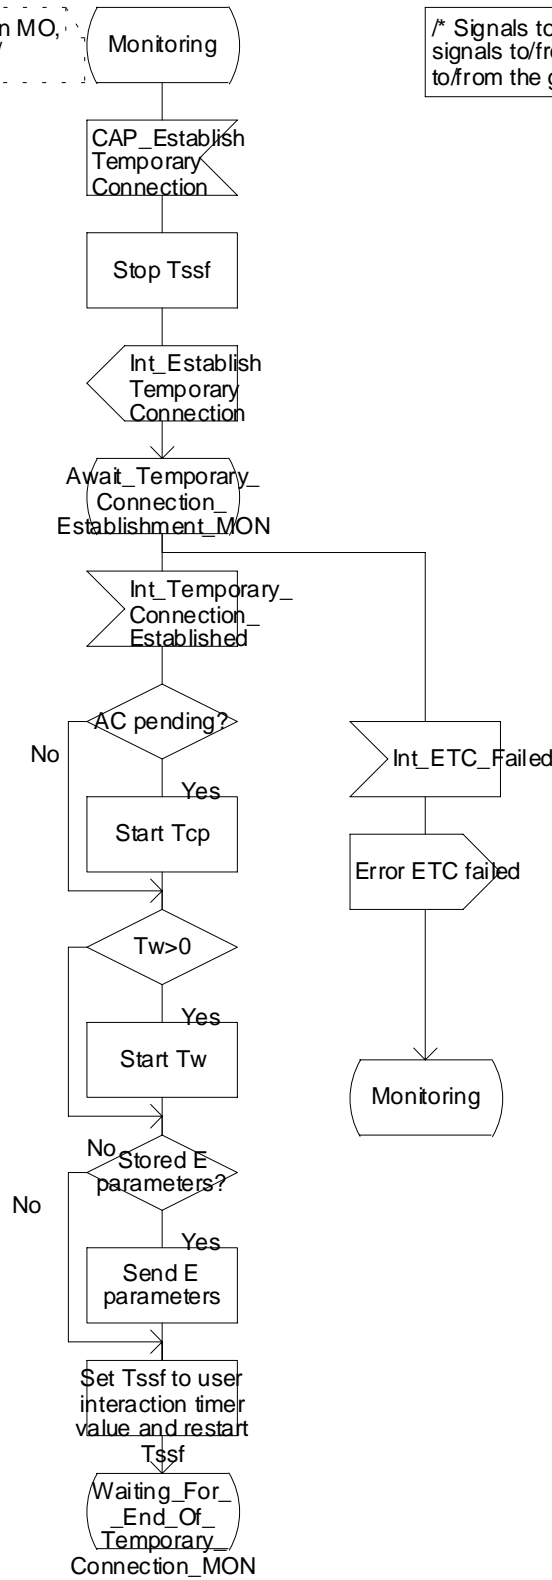 n MO,
/
Monitoring
/* Signals to
signals to/fro
to/from the g
CAP_Establish
Temporary
Connection
Stop Tssf
Int_Establish
Temporary
Connection
Await_Temporary_
Connection_
Establishment_MON
Int_Temporary_
Connection_
Established
AC pending?
No
Yes
Int_ETC_Failed
Start Tcp
Error ETC failed
Tw>0
Yes
Start Tw
Monitoring
No
Stored E
parameters?
No
Yes
Send E
parameters
Set Tssf to user
interaction timer
value and restart
Tssf
Waiting_For_
_End_Of_
Temporary_
Connection_MON